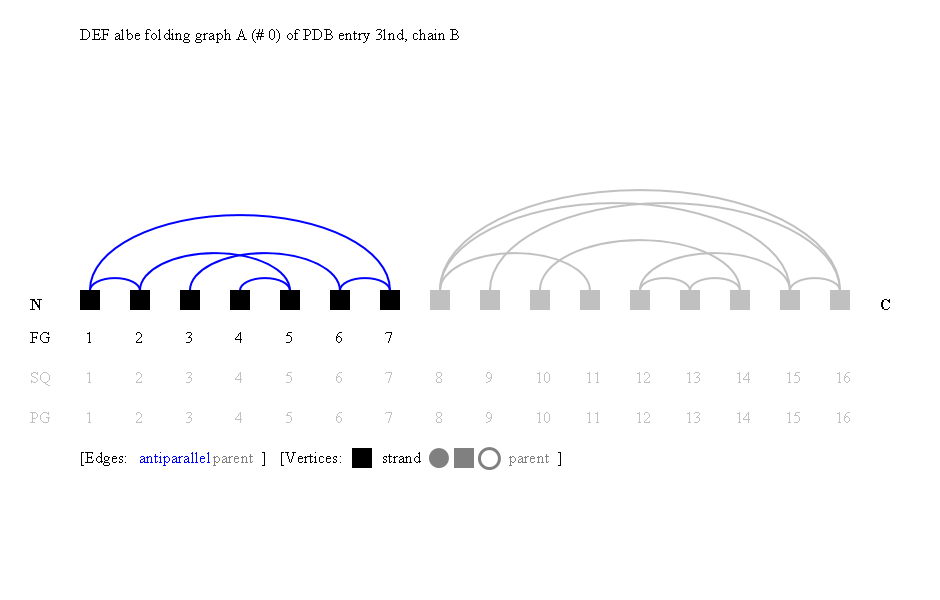 DEF albe folding graph A (# 0) of PDB entry 3lnd, chain B
N C
FG 1 2 3 4 5 6 7
SQ 1 2 3 4 5 6 7 8 9 10 11 12 13 14 15 16
PG 1 2 3 4 5 6 7 8 9 10 11 12 13 14 15 16
[Edges: antiparallel parent ] [Vertices: strand parent ]